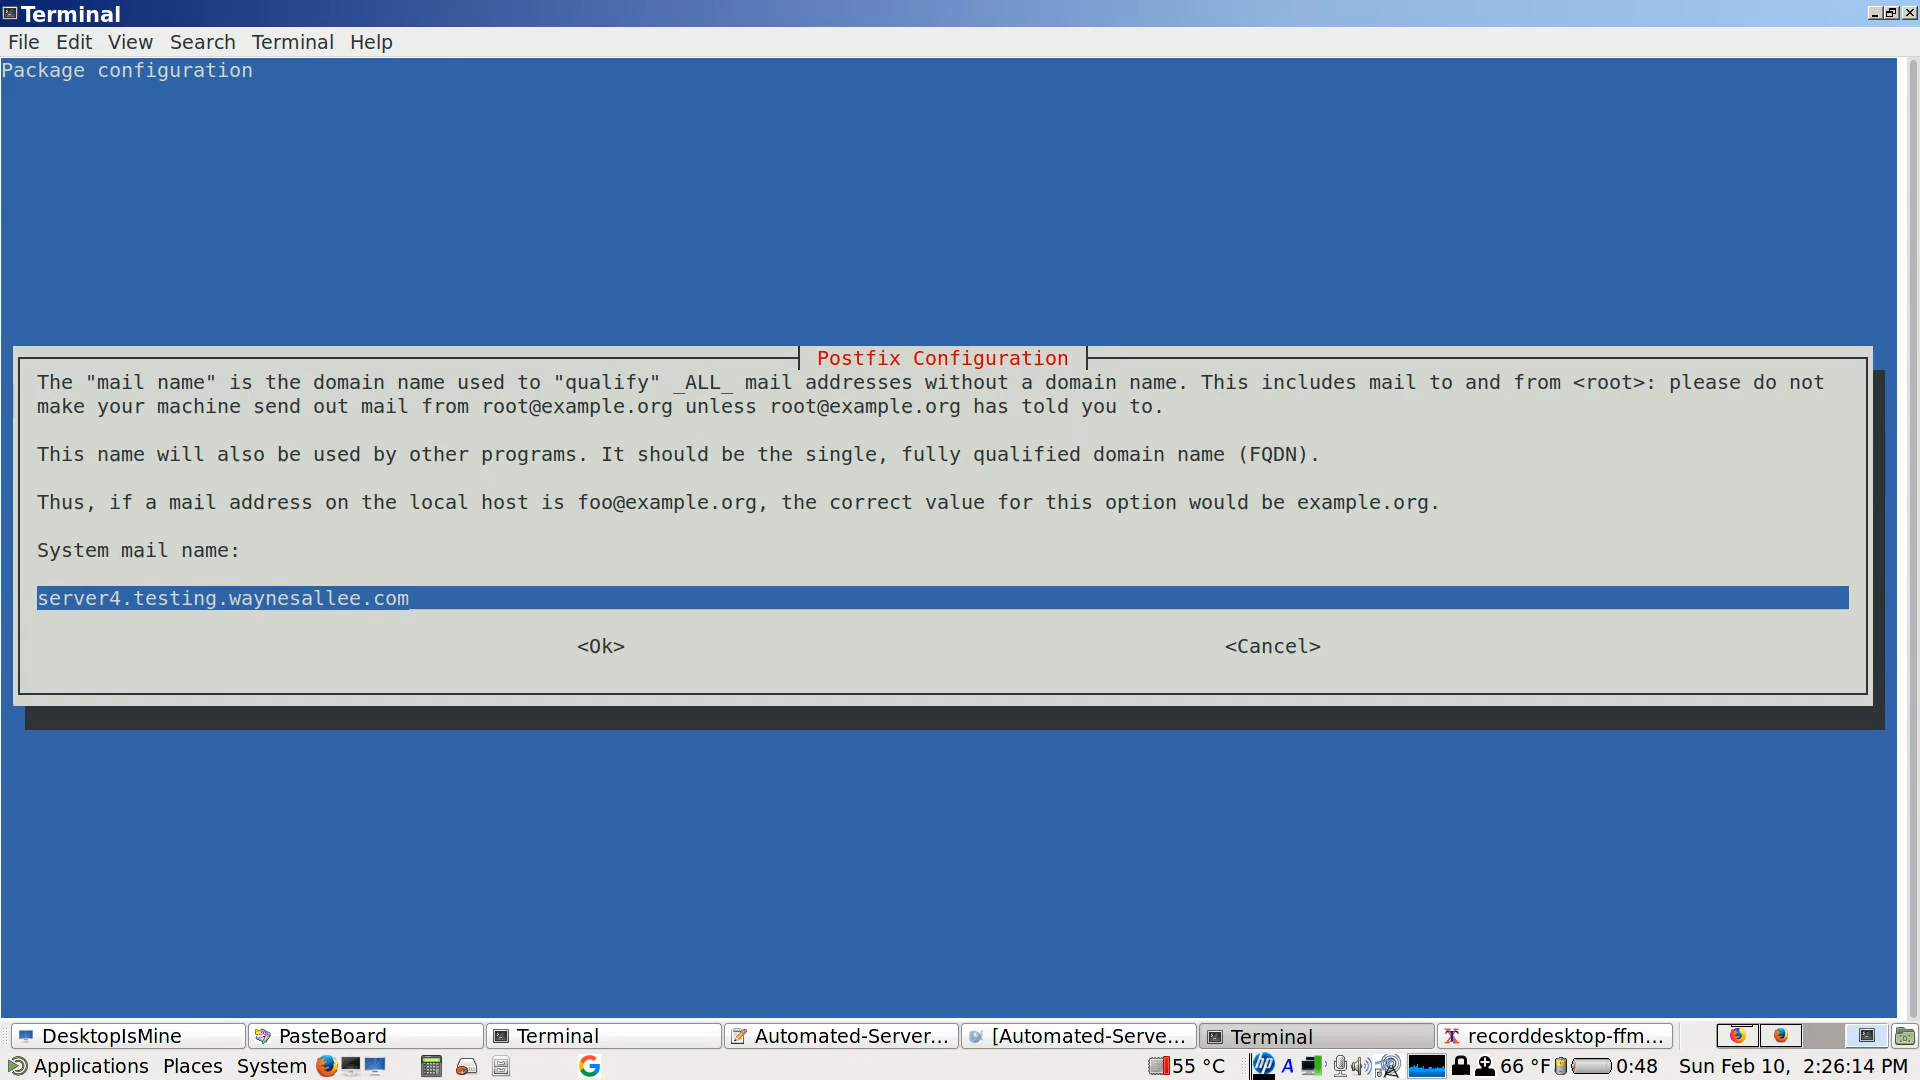 Terminal
File Edit View Search Terminal Help
Package configuration
Postfix Configuration
The "mail name" is the domain name used to "qualify" _ALL_ mail addresses without a domain name. This includes mail to and from <root>: please do not
make your machine send out mail from root@example.org unless root@example.org has told you to.
This name will also be used by other programs. It should be the single, fully qualified domain name (FQDN).
Thus, if a mail address on the local host is foo@example.org, the correct value for this option would be example.org.
System mail name:
server4.testing.waynesallee.com
<Ok> <Cancel>
DesktopIsMine PasteBoard Terminal Automated-Server... [Automated-Serve... Terminal recorddesktop-ffm...
Applications Places System G 55 °C hp A 66 °F 0:48 Sun Feb 10, 2:26:14 PM